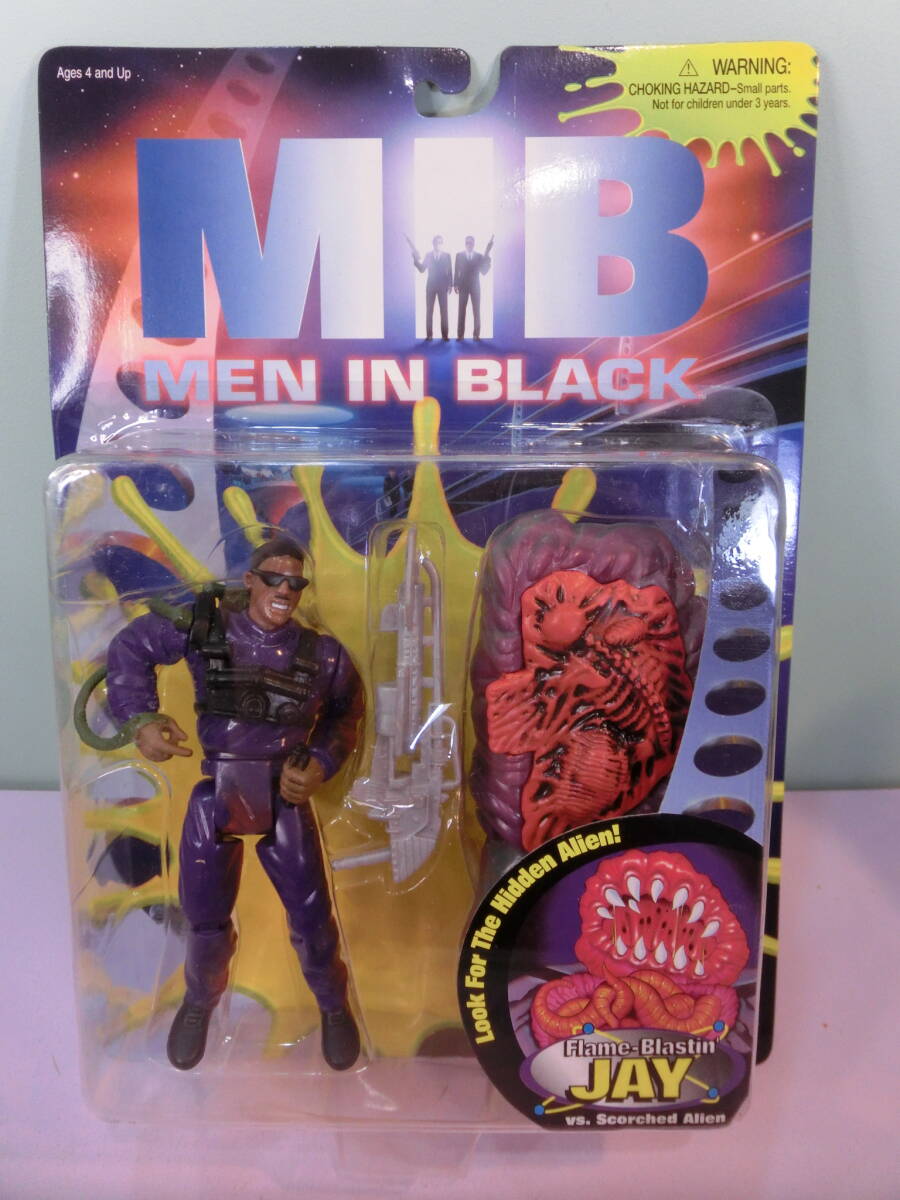 Ages 4 and Up
⚠ WARNING:
CHOKING HAZARD–Small parts.
Not for children under 3 years.
MIB
MEN IN BLACK
Look For The Hidden Alien!
Flame-Blastin'
JAY
vs. Scorched Alien